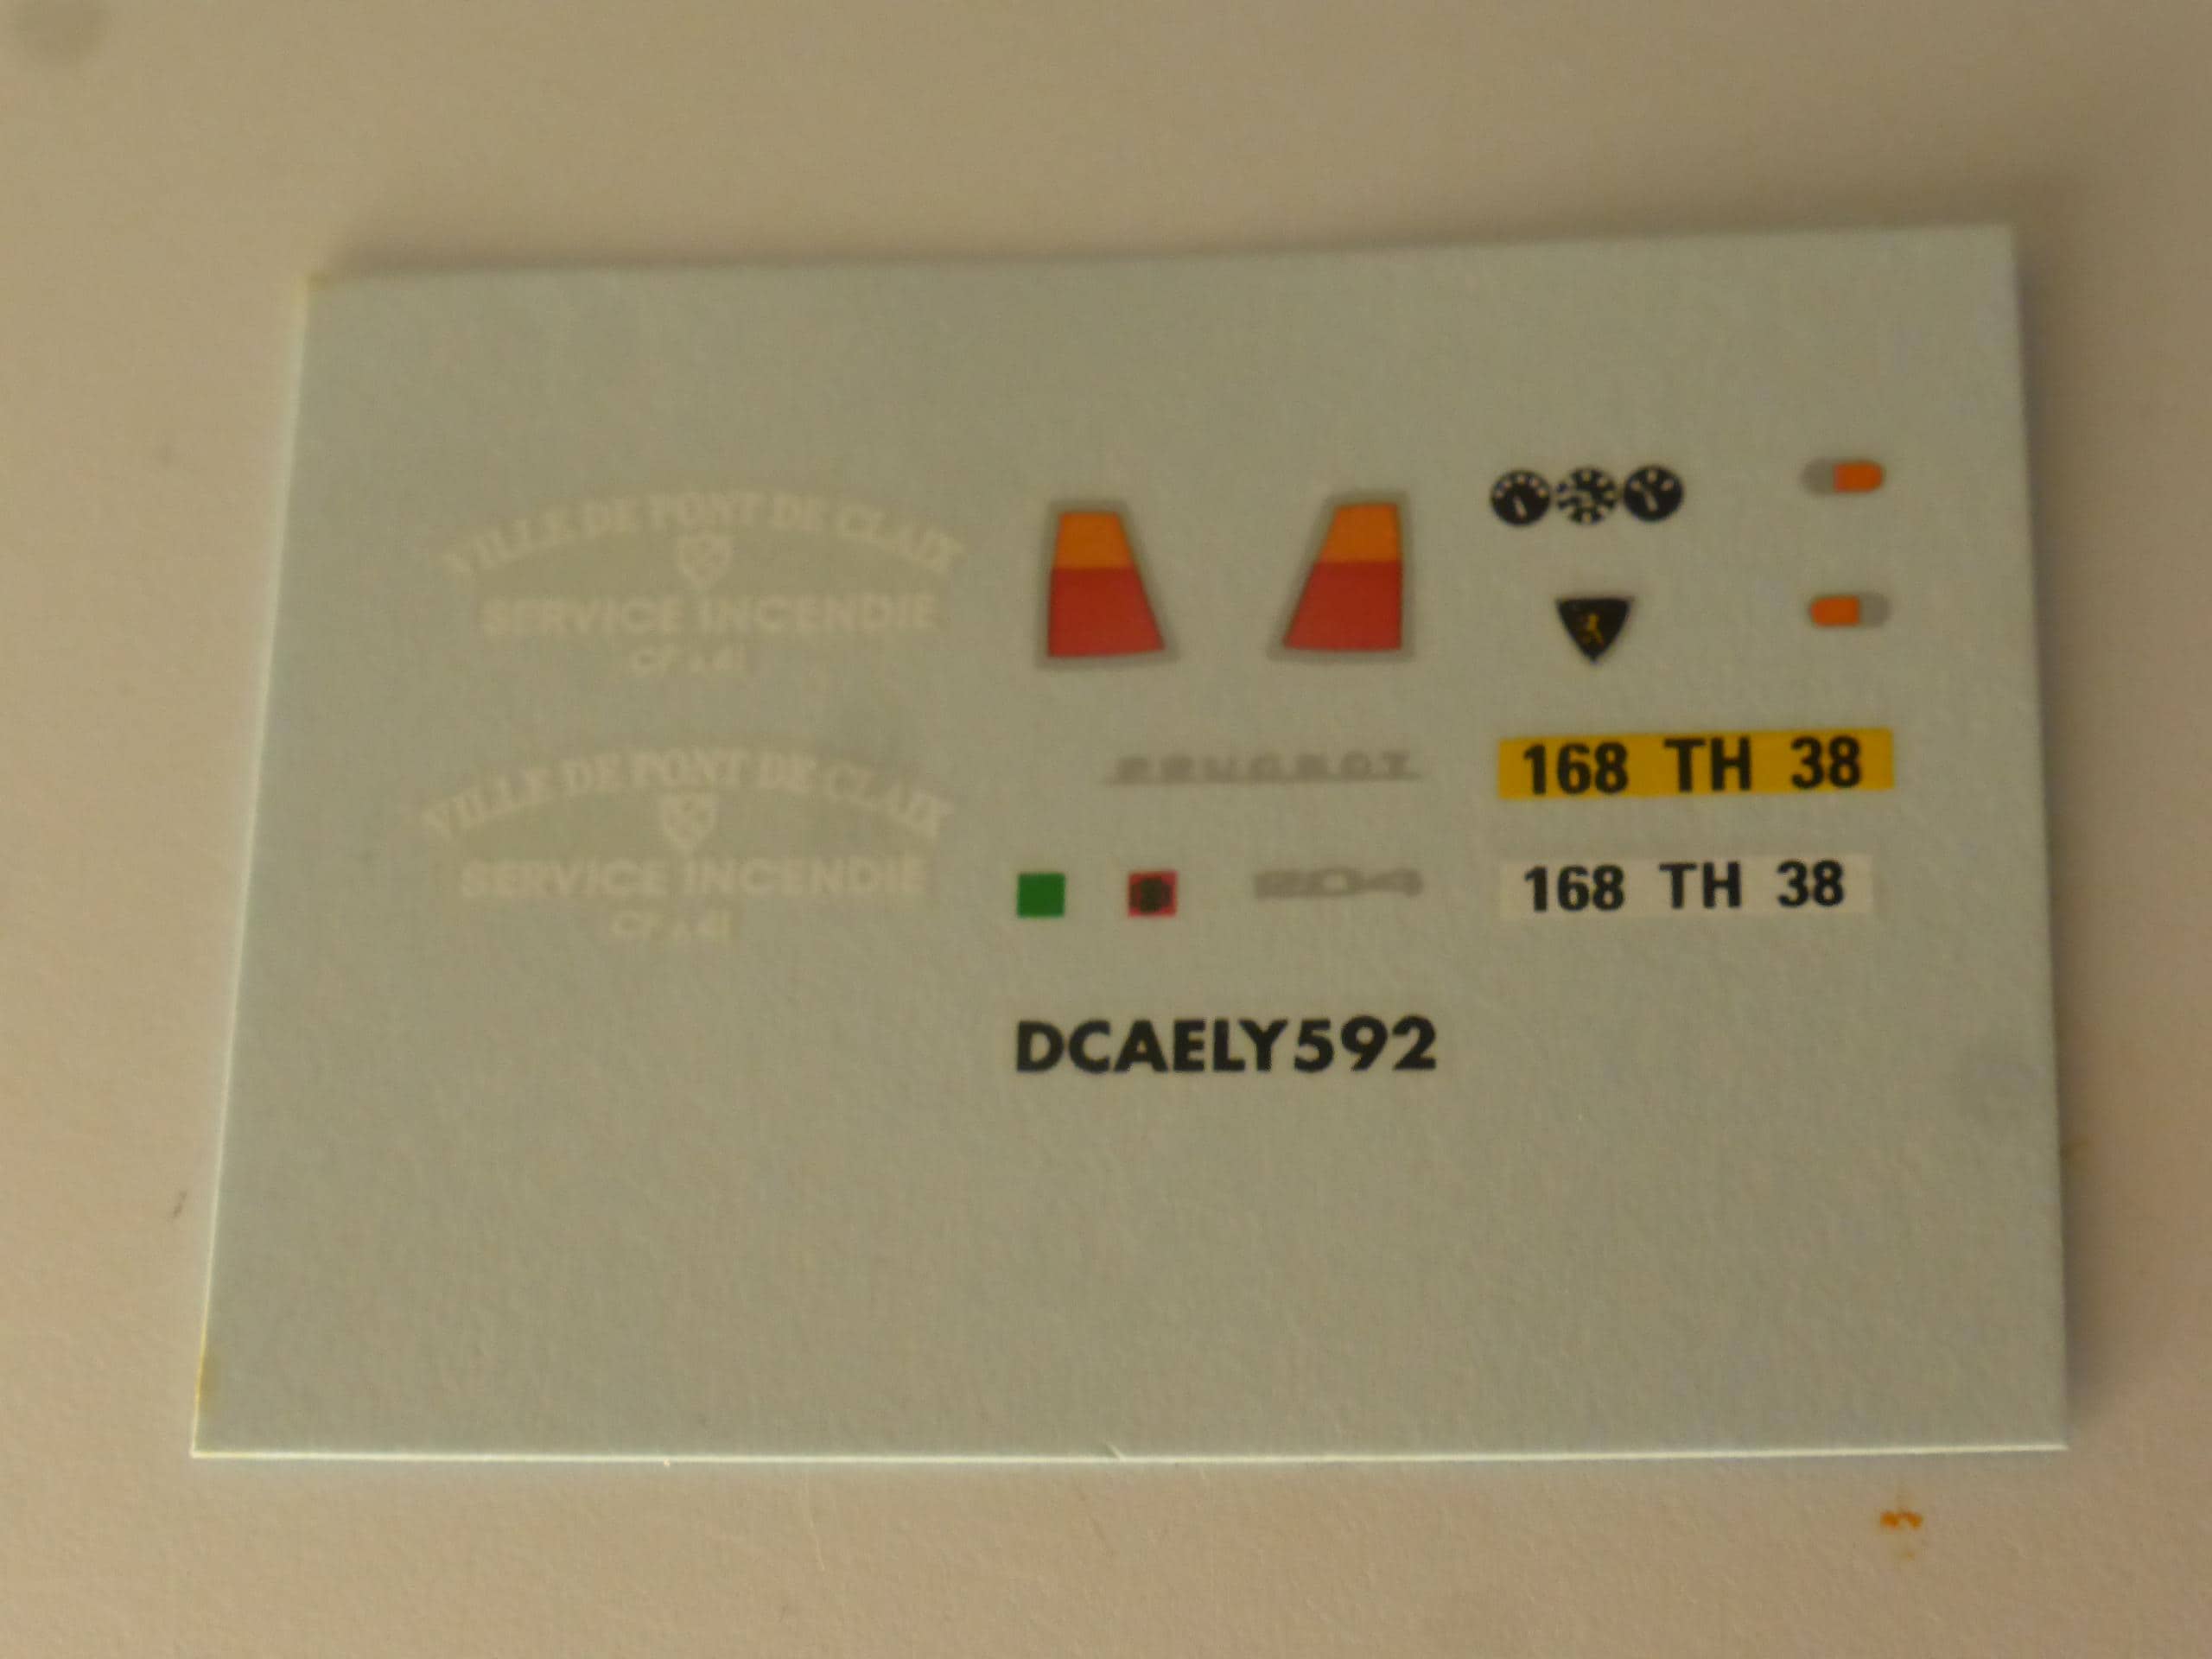 VILLE DE PONT DE CLAIX
SERVICE INCENDIE
VILLE DE PONT DE CLAIX
SERVICE INCENDIE
PEUGEOT
204
168 TH 38
168 TH 38
DCAELY592